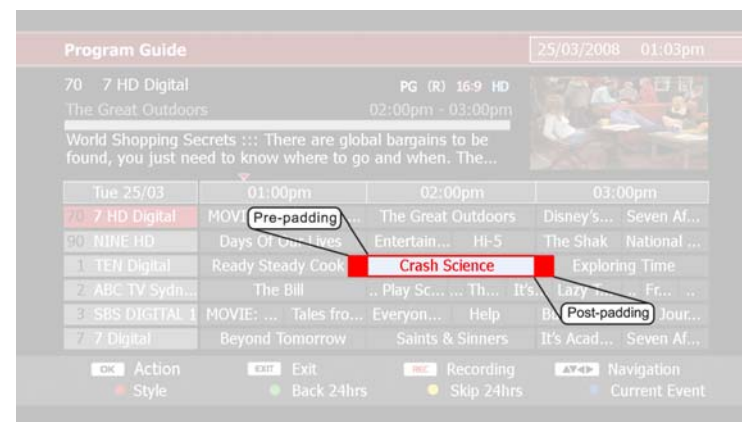 Program Guide 25/03/2008 01:03pm
70 7 HD Digital PG (R) 16:9 HD
The Great Outdoors 02:00pm - 03:00pm
World Shopping Secrets ::: There are global bargains to be
found, you just need to know where to go and when. The...
Tue 25/03 01:00pm 02:00pm 03:00pm
70 7 HD Digital MOVI Pre-padding ... The Great Outdoors Disney's... Seven Af...
90 NINE HD Days Of Our Lives Entertain... Hi-5 The Shak National ...
1 TEN Digital Ready Steady Cook Crash Science Exploring Time
2 ABC TV Sydn... The Bill .. Play Sc... ... Th... It's... Lazy T... .. Fr... ..
3 SBS DIGITAL 1 MOVIE: ... Tales fro... Everyon... Help Post-padding Jour...
7 7 Digital Beyond Tomorrow Saints & Sinners It's Acad... Seven Af...
OK Action EXIT Exit REC Recording ▲▼◀▶ Navigation
Style Back 24hrs Skip 24hrs Current Event